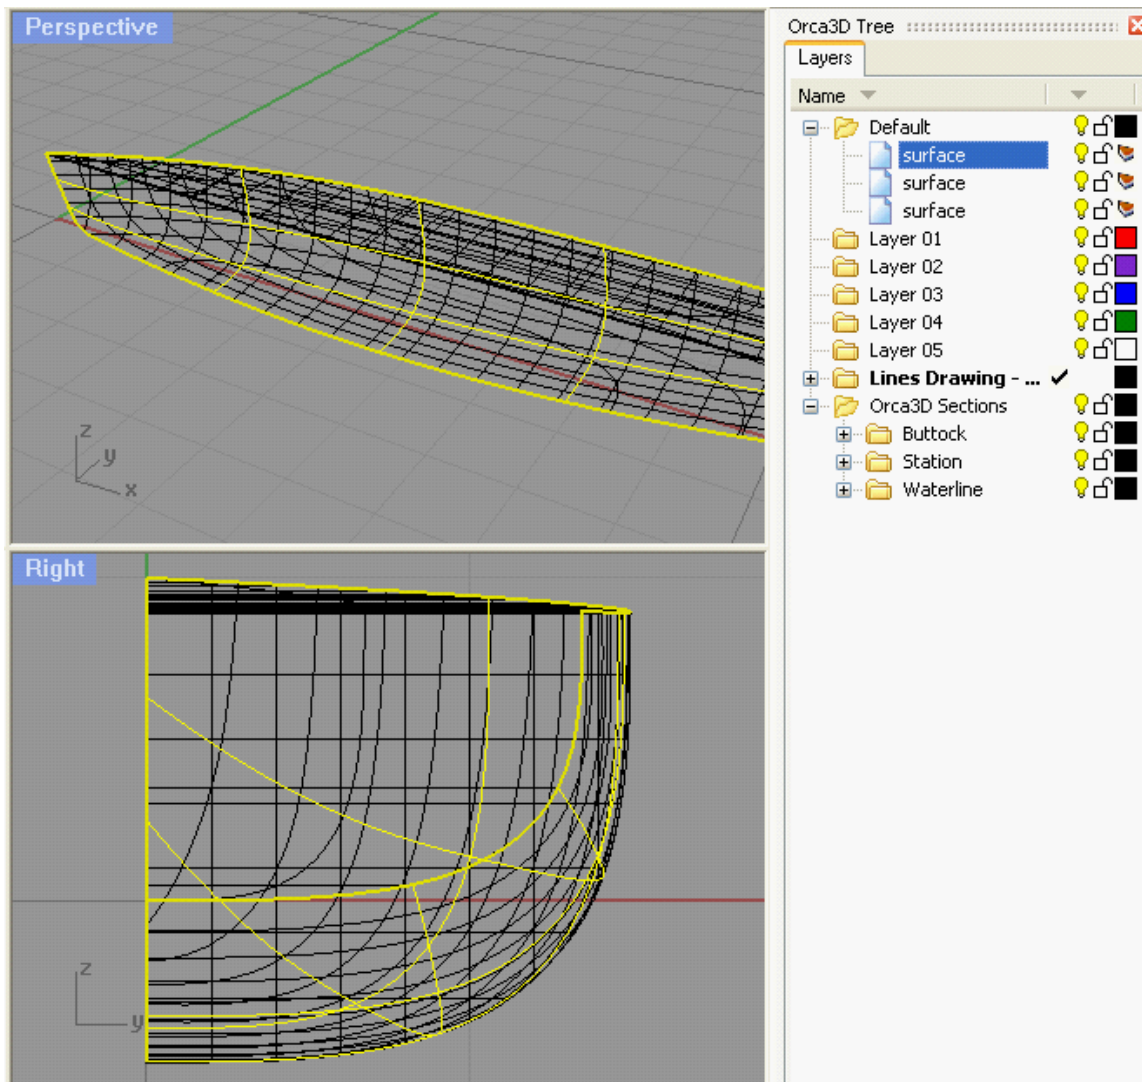 Perspective
z
y
x
Right
z
y
Orca3D Tree
Layers
Name
Default
surface
surface
surface
Layer 01
Layer 02
Layer 03
Layer 04
Layer 05
Lines Drawing - ...
Orca3D Sections
Buttock
Station
Waterline